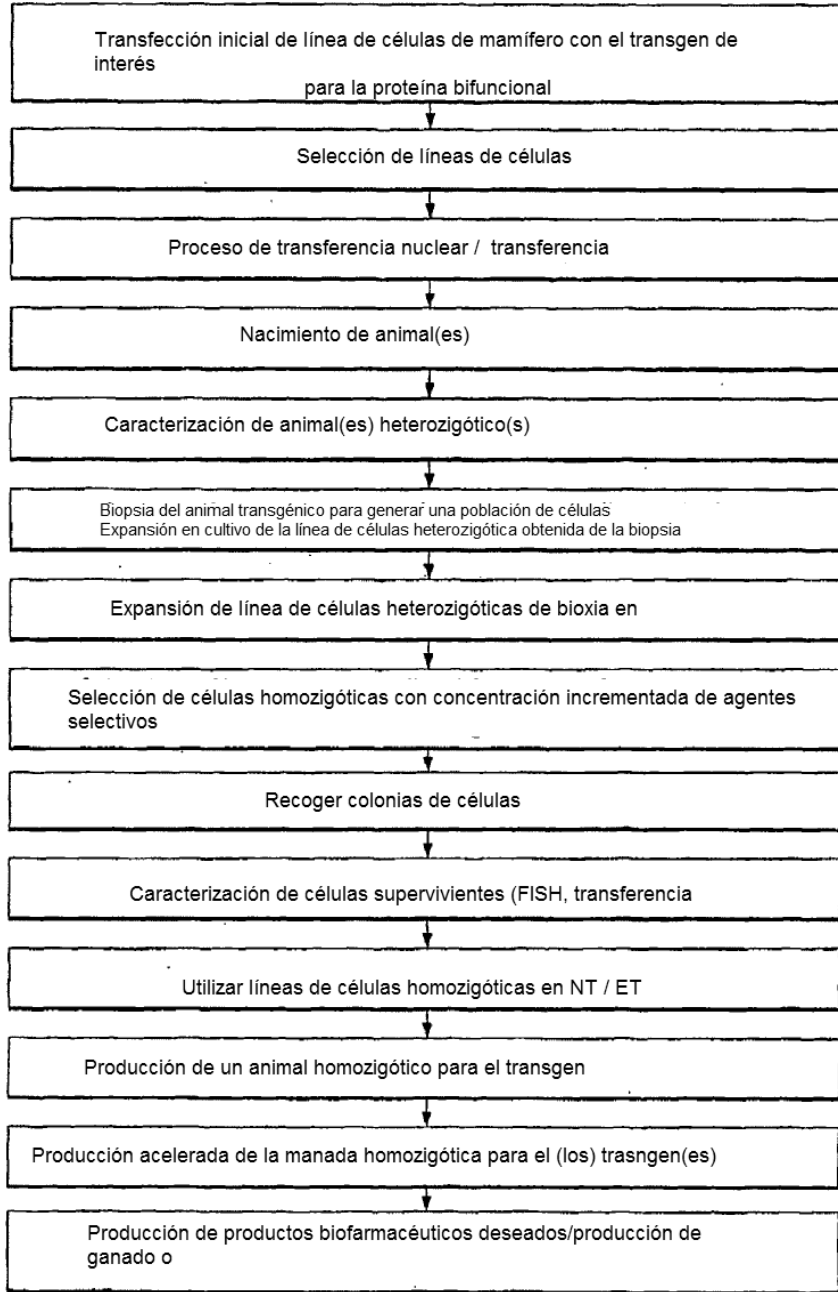 Transfección inicial de línea de células de mamífero con el transgen de
interés
para la proteína bifuncional
Selección de líneas de células
Proceso de transferencia nuclear / transferencia
Nacimiento de animal(es)
Caracterización de animal(es) heterozigótico(s)
Biopsia del animal transgénico para generar una población de células
Expansión en cultivo de la línea de células heterozigótica obtenida de la biopsia
Expansión de línea de células heterozigóticas de bioxia en
Selección de células homozigóticas con concentración incrementada de agentes
selectivos
Recoger colonias de células
Caracterización de células supervivientes (FISH, transferencia
Utilizar líneas de células homozigóticas en NT / ET
Producción de un animal homozigótico para el transgen
Producción acelerada de la manada homozigótica para el (los) trasngen(es)
Producción de productos biofarmacéuticos deseados/producción de
ganado o